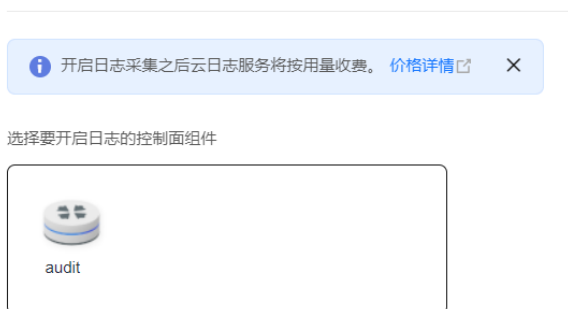 开启日志采集之后云日志服务将按用量收费。 价格详情
选择要开启日志的控制面组件
audit